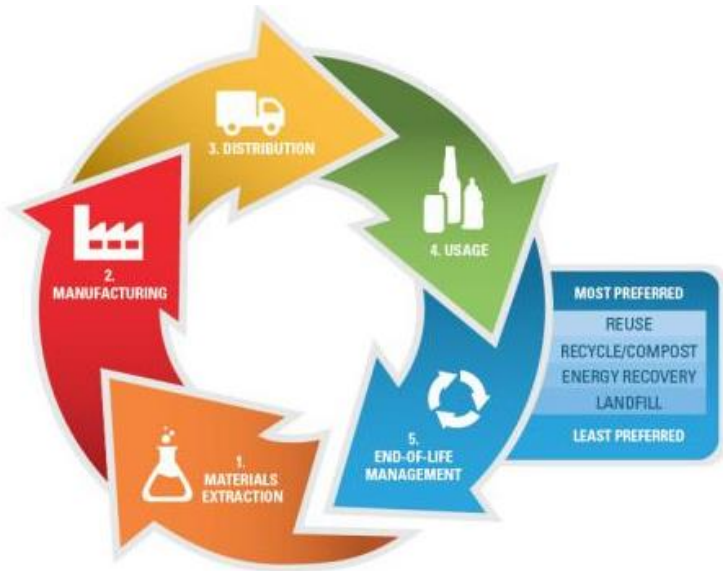 3. DISTRIBUTION
4. USAGE
2.
MANUFACTURING
MOST PREFERRED
REUSE
RECYCLE/COMPOST
ENERGY RECOVERY
LANDFILL
LEAST PREFERRED
5.
END-OF-LIFE
MANAGEMENT
1.
MATERIALS
EXTRACTION